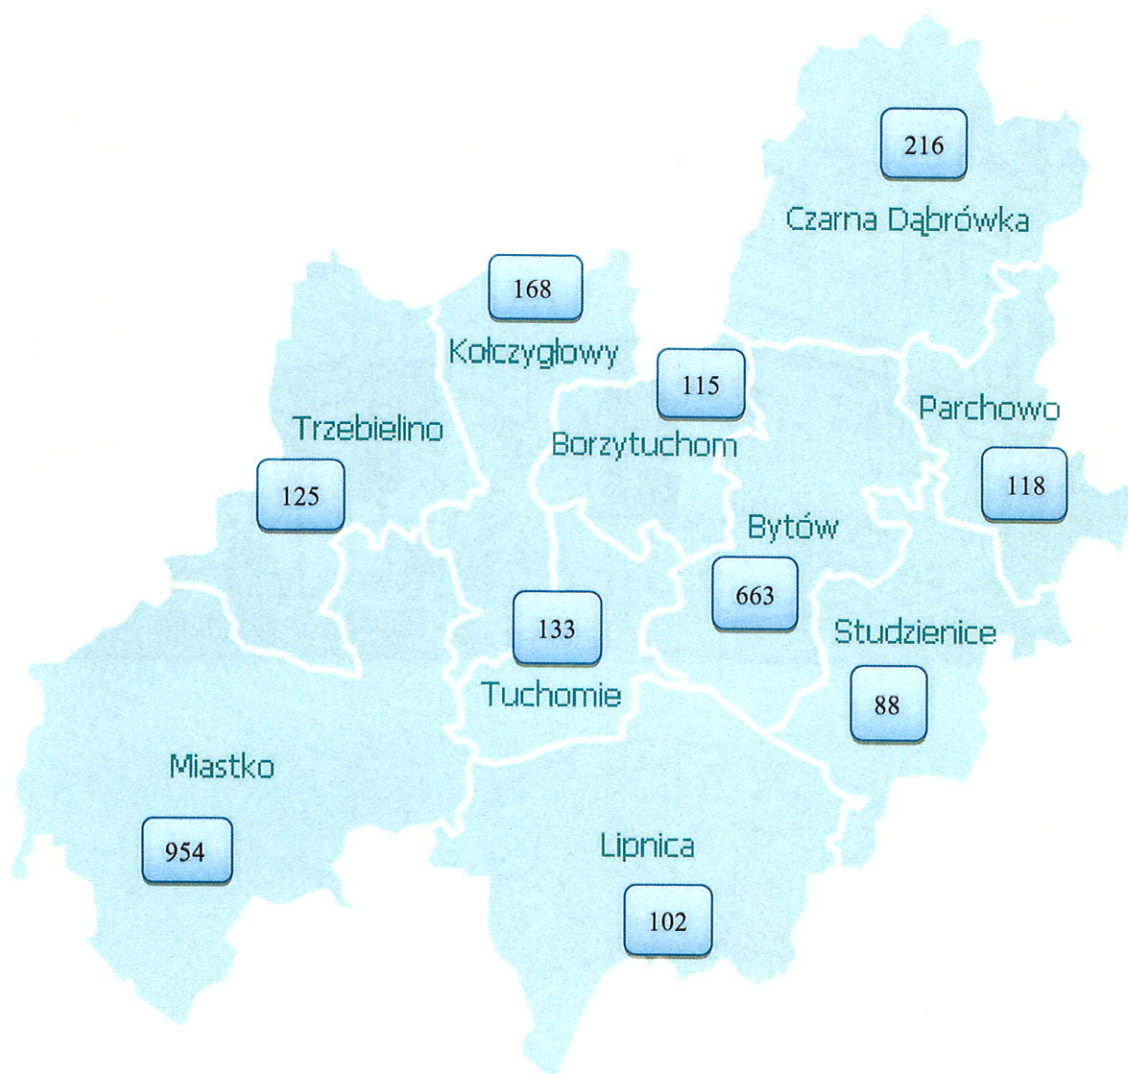 216
Czarna Dąbrówka
168
Kołczygłowy
115
Borzytuchom
Parchowo
118
Trzebielino
125
Bytów
663
133
Tuchomie
Studzienice
88
Miastko
954
Lipnica
102